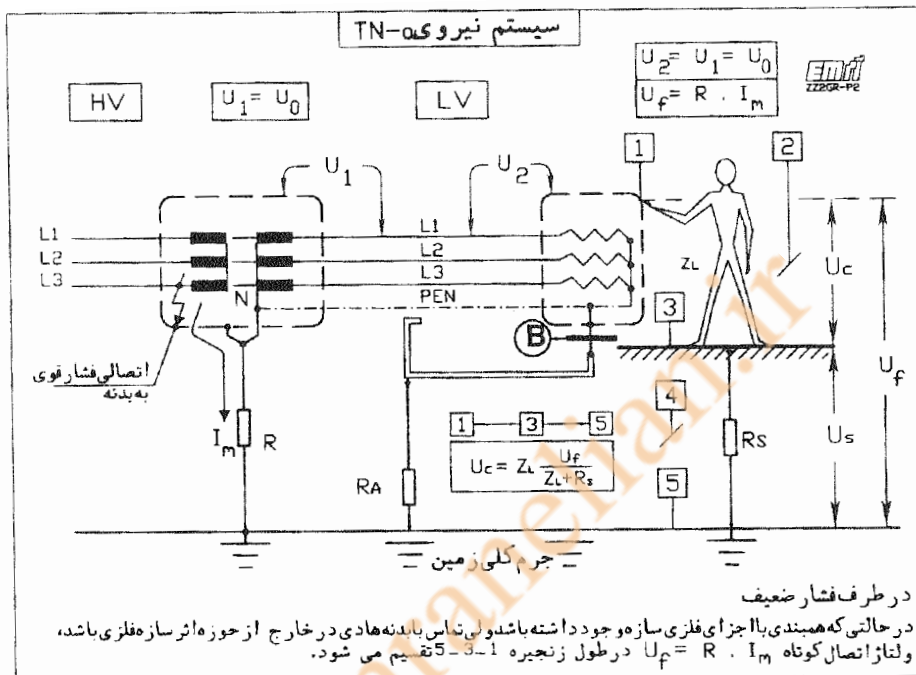 سیستم نیروی TN-a
HV
U1 = U0
LV
U2 = U1 = U0
Uf = R . Im
emri
ZZ2GR-P2
U1
U2
1
2
L1
L2
L3
N
L1
L2
L3
PEN
ZL
Uc
3
B
اتصالی فشار قوی
به بدنه
Im
R
RA
1 3 5
Uc = ZL Uf / ZL+Rs
4
5
RS
Us
Uf
جرم کلی زمین
در طرف فشار ضعیف
در حالتی که همبندی با اجزای فلزی سازه وجود داشته باشد ولی تماس با بدنه هادی در خارج از حوزه اثر سازه فلزی باشد،
ولتاژ اتصال کوتاه Uf = R . Im در طول زنجیره 1-3-5 تقسیم می شود.